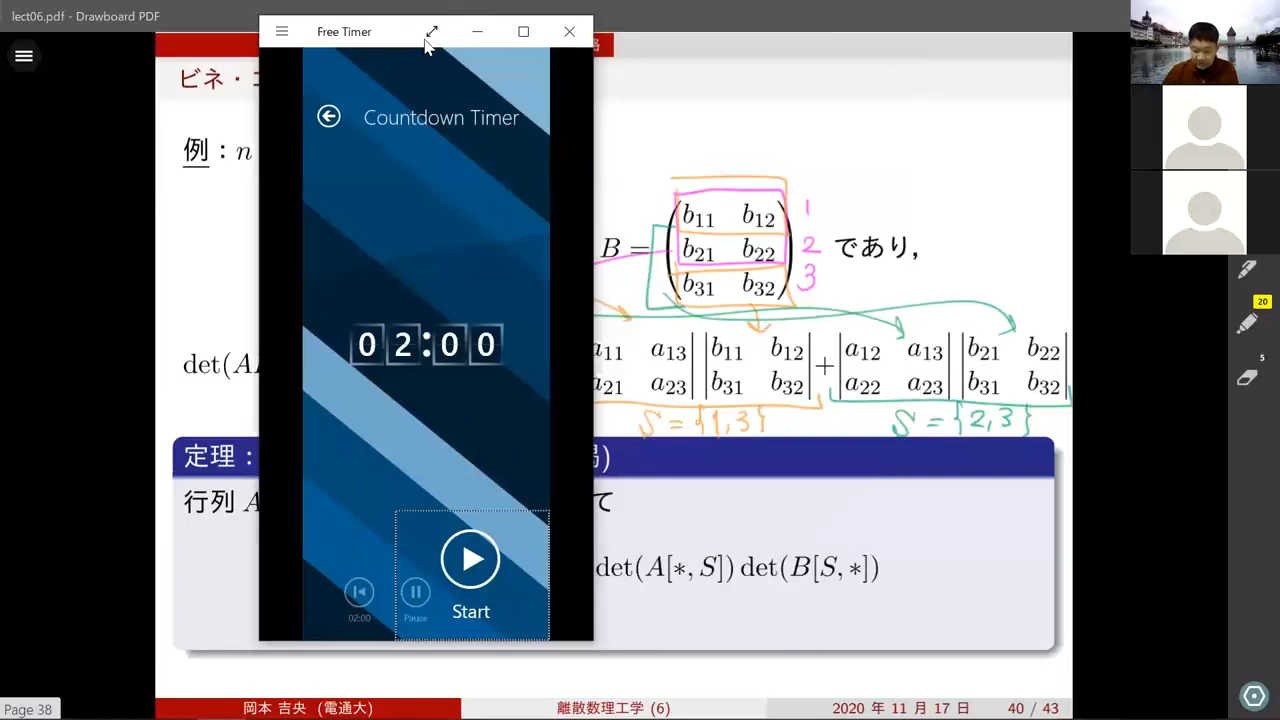 lect06.pdf - Drawboard PDF
Free Timer
ビネ・
Countdown Timer
例：n
B = (b11 b12
b21 b22
b31 b32) であり,
1
2
3
02:00
det(A
a11 a13
a21 a23
b11 b12
b31 b32
+
a12 a13
a22 a23
b21 b22
b31 b32
S = {1,3}
S = {2,3}
定理：
)
行列 A
て
det(A[∗, S]) det(B[S, ∗])
02:00
Pause
Start
20
5
Page 38
岡本 吉央 (電通大)
離散数理工学 (6)
2020 年 11 月 17 日
40 / 43